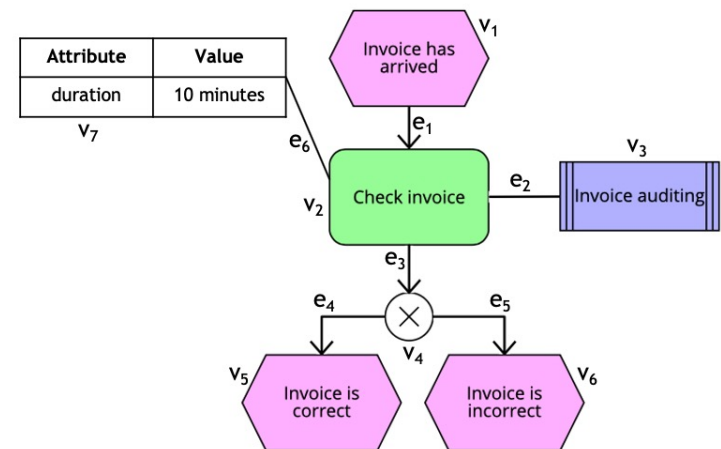 v1
Invoice has
arrived
Attribute Value
duration 10 minutes
v7
e6
e1
v3
e2
Invoice auditing
v2
Check invoice
e3
e4
e5
v4
v5
v6
Invoice is
correct
Invoice is
incorrect